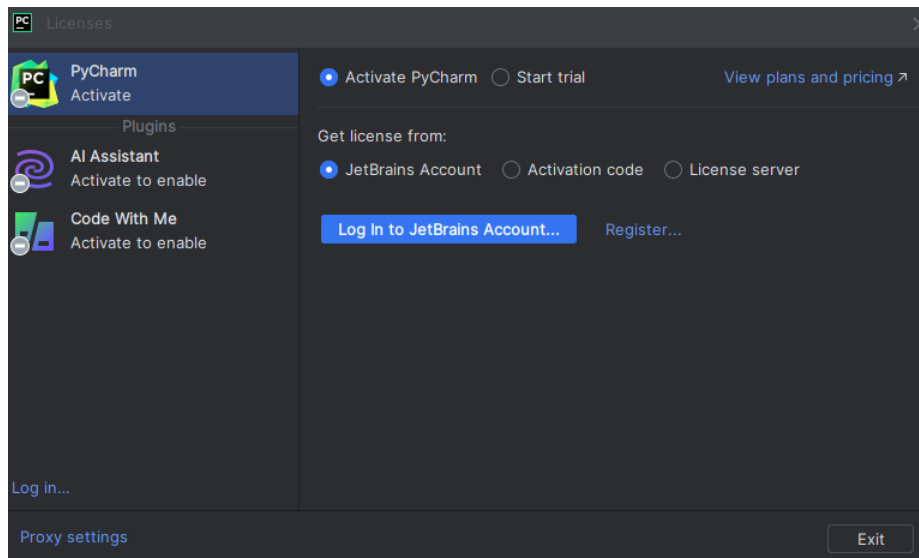 PC Licenses
PC PyCharm
Activate
Plugins
AI Assistant
Activate to enable
Code With Me
Activate to enable
Log in...
Activate PyCharm Start trial View plans and pricing ↗
Get license from:
JetBrains Account Activation code License server
Log In to JetBrains Account... Register...
Proxy settings Exit